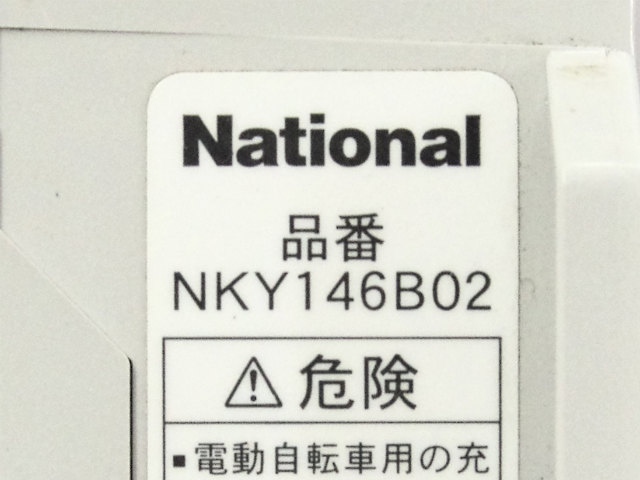 National
品番
NKY146B02
⚠危険
▪電動自転車用の充